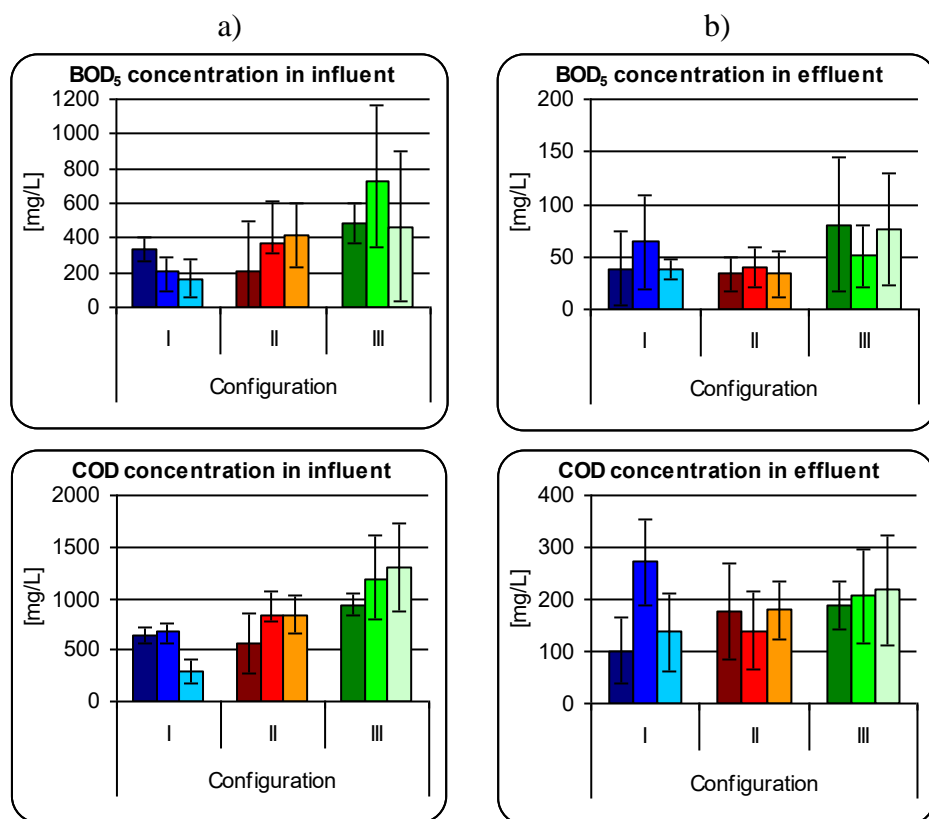 a)
b)
BOD₅ concentration in influent
1200
1000
800
600
400
200
0
[mg/L]
I II III
Configuration
BOD₅ concentration in effluent
200
150
100
50
0
[mg/L]
I II III
Configuration
COD concentration in influent
2000
1500
1000
500
0
[mg/L]
I II III
Configuration
COD concentration in effluent
400
300
200
100
0
[mg/L]
I II III
Configuration